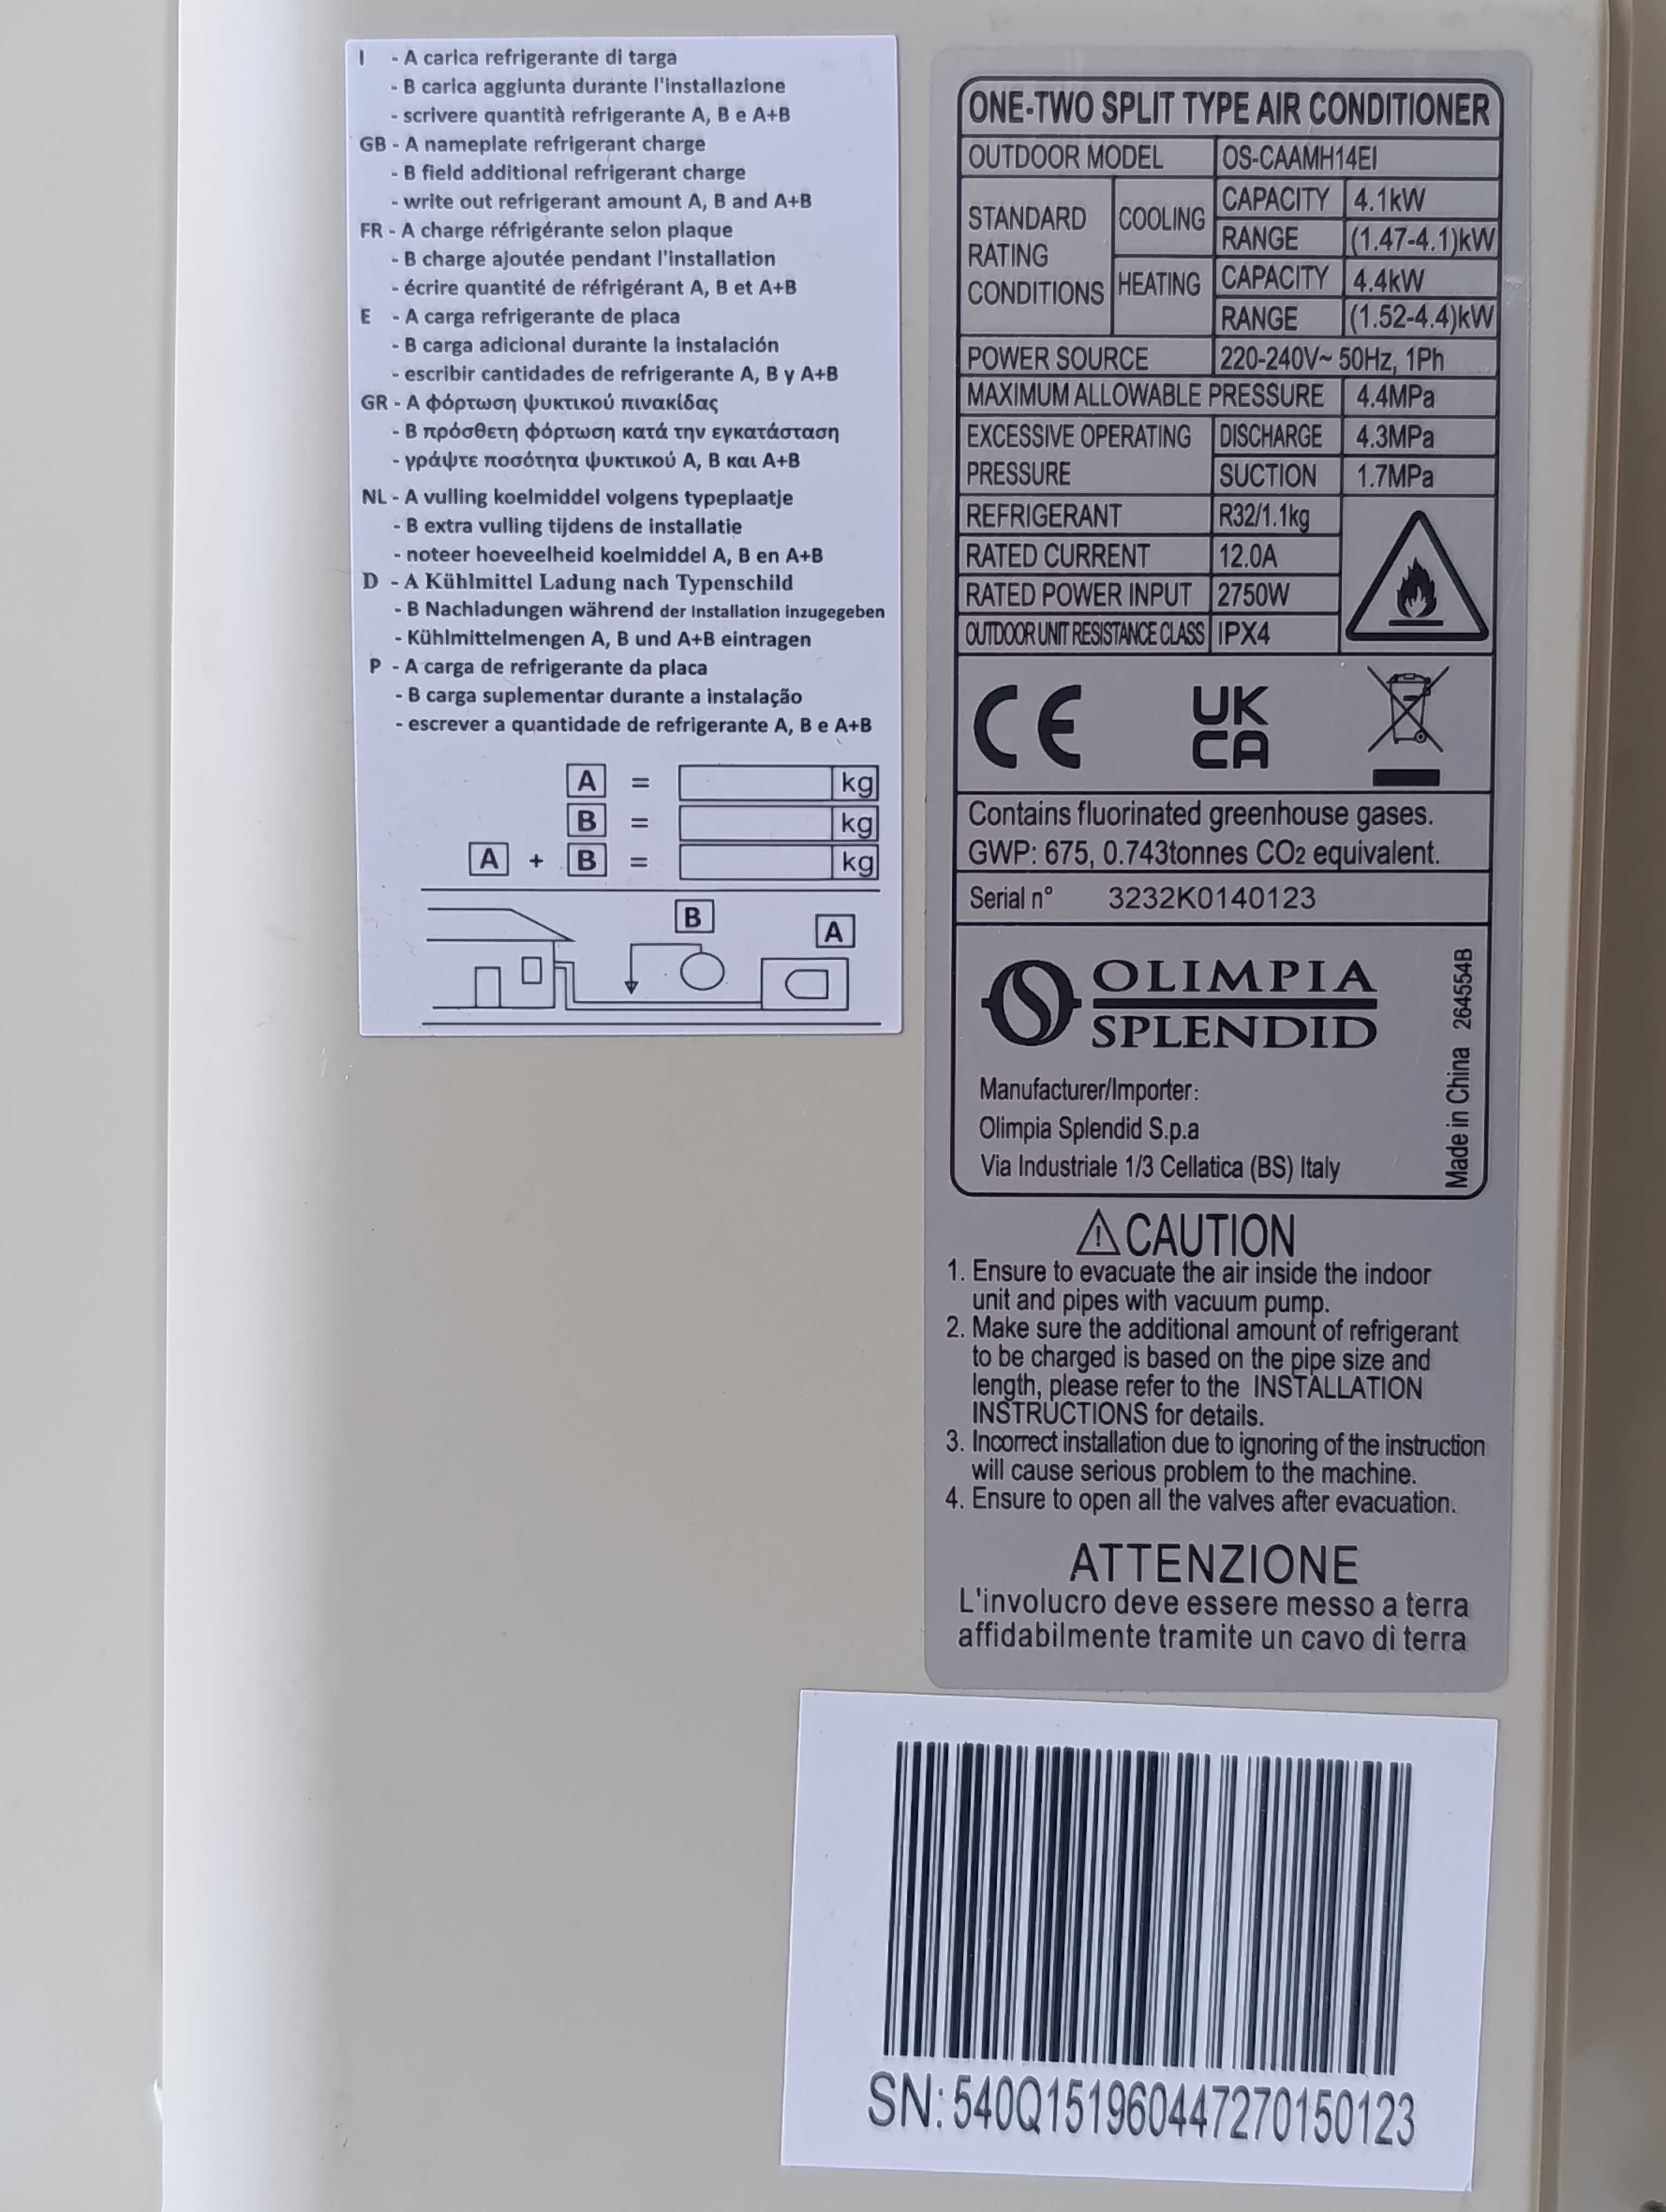 I - A carica refrigerante di targa
- B carica aggiunta durante l'installazione
- scrivere quantità refrigerante A, B e A+B
GB - A nameplate refrigerant charge
- B field additional refrigerant charge
- write out refrigerant amount A, B and A+B
FR - A charge réfrigérante selon plaque
- B charge ajoutée pendant l'installation
- écrire quantité de réfrigérant A, B et A+B
E - A carga refrigerante de placa
- B carga adicional durante la instalación
- escribir cantidades de refrigerante A, B y A+B
GR - A φόρτωση ψυκτικού πινακίδας
- B πρόσθετη φόρτωση κατά την εγκατάσταση
- γράψτε ποσότητα ψυκτικού A, B και A+B
NL - A vulling koelmiddel volgens typeplaatje
- B extra vulling tijdens de installatie
- noteer hoeveelheid koelmiddel A, B en A+B
D - A Kühlmittel Ladung nach Typenschild
- B Nachladungen während der Installation inzugegeben
- Kühlmittelmengen A, B und A+B eintragen
P - A carga de refrigerante da placa
- B carga suplementar durante a instalação
- escrever a quantidade de refrigerante A, B e A+B
A = kg
B = kg
A + B = kg
B
A
ONE-TWO SPLIT TYPE AIR CONDITIONER
OUTDOOR MODEL OS-CAAMH14EI
STANDARD RATING CONDITIONS
COOLING CAPACITY 4.1kW
RANGE (1.47-4.1)kW
HEATING CAPACITY 4.4kW
RANGE (1.52-4.4)kW
POWER SOURCE 220-240V~ 50Hz, 1Ph
MAXIMUM ALLOWABLE PRESSURE 4.4MPa
EXCESSIVE OPERATING PRESSURE
DISCHARGE 4.3MPa
SUCTION 1.7MPa
REFRIGERANT R32/1.1kg
RATED CURRENT 12.0A
RATED POWER INPUT 2750W
OUTDOOR UNIT RESISTANCE CLASS IPX4
CE UK
CA
Contains fluorinated greenhouse gases.
GWP: 675, 0.743tonnes CO2 equivalent.
Serial n° 3232K0140123
OLIMPIA
SPLENDID
Manufacturer/Importer:
Olimpia Splendid S.p.a
Via Industriale 1/3 Cellatica (BS) Italy
Made in China 264554B
CAUTION
1. Ensure to evacuate the air inside the indoor
unit and pipes with vacuum pump.
2. Make sure the additional amount of refrigerant
to be charged is based on the pipe size and
length, please refer to the INSTALLATION
INSTRUCTIONS for details.
3. Incorrect installation due to ignoring of the instruction
will cause serious problem to the machine.
4. Ensure to open all the valves after evacuation.
ATTENZIONE
L'involucro deve essere messo a terra
affidabilmente tramite un cavo di terra
SN: 540Q151960447270150123